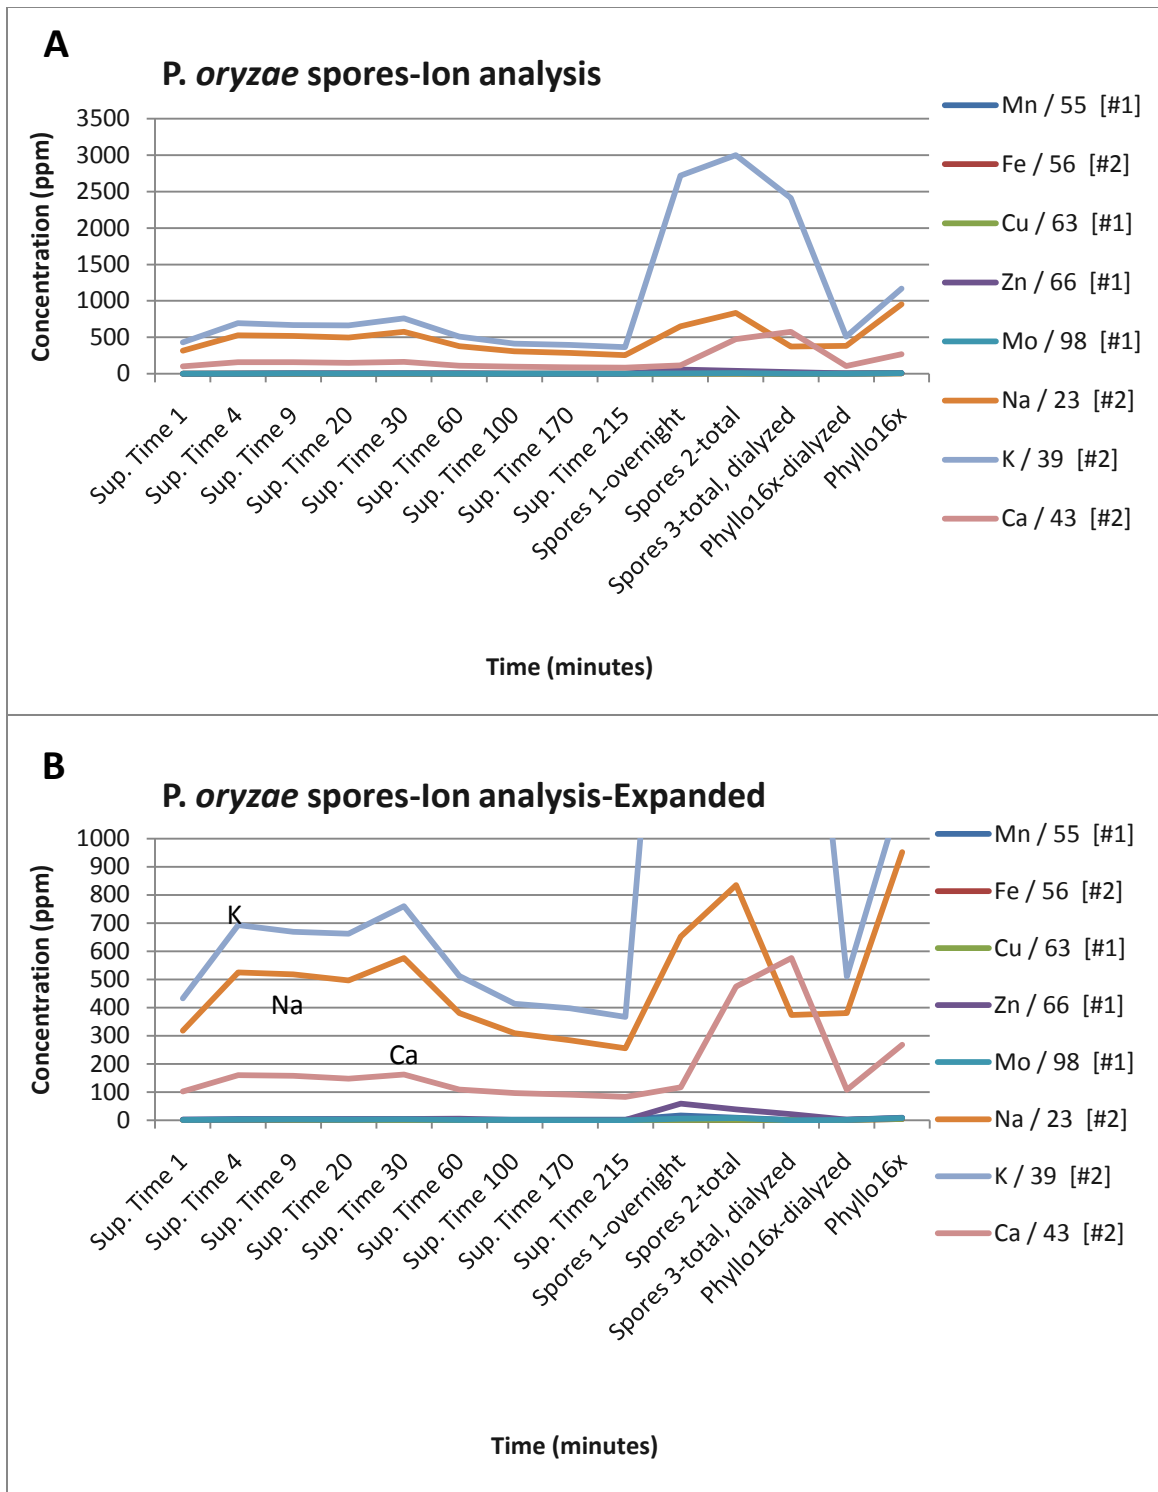 A
P. oryzae spores-Ion analysis
Concentration (ppm)
3500
3000
2500
2000
1500
1000
500
0
Sup. Time 1
Sup. Time 4
Sup. Time 9
Sup. Time 20
Sup. Time 30
Sup. Time 60
Sup. Time 100
Sup. Time 170
Sup. Time 215
Spores 1-overnight
Spores 2-total
Spores 3-total, dialyzed
Phyllo16x-dialyzed
Phyllo16x
Time (minutes)
Mn / 55 [#1]
Fe / 56 [#2]
Cu / 63 [#1]
Zn / 66 [#1]
Mo / 98 [#1]
Na / 23 [#2]
K / 39 [#2]
Ca / 43 [#2]
B
P. oryzae spores-Ion analysis-Expanded
Concentration (ppm)
1000
900
800
700
600
500
400
300
200
100
0
K
Na
Ca
Sup. Time 1
Sup. Time 4
Sup. Time 9
Sup. Time 20
Sup. Time 30
Sup. Time 60
Sup. Time 100
Sup. Time 170
Sup. Time 215
Spores 1-overnight
Spores 2-total
Spores 3-total, dialyzed
Phyllo16x-dialyzed
Phyllo16x
Time (minutes)
Mn / 55 [#1]
Fe / 56 [#2]
Cu / 63 [#1]
Zn / 66 [#1]
Mo / 98 [#1]
Na / 23 [#2]
K / 39 [#2]
Ca / 43 [#2]